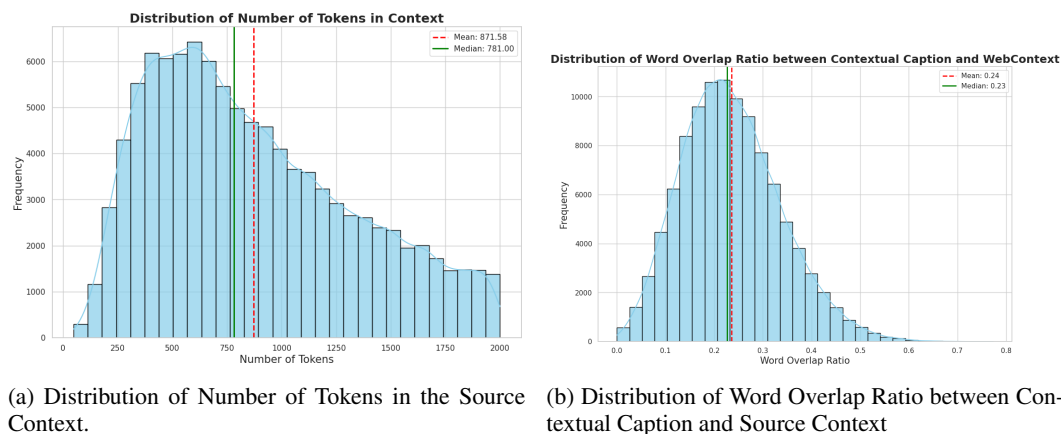 Distribution of Number of Tokens in Context
Mean: 871.58
Median: 781.00
6000
5000
4000
3000
2000
1000
0
Frequency
0 250 500 750 1000 1250 1500 1750 2000
Number of Tokens
(a) Distribution of Number of Tokens in the Source
Context.
Distribution of Word Overlap Ratio between Contextual Caption and WebContext
Mean: 0.24
Median: 0.23
10000
8000
6000
4000
2000
0
Frequency
0.0 0.1 0.2 0.3 0.4 0.5 0.6 0.7 0.8
Word Overlap Ratio
(b) Distribution of Word Overlap Ratio between Con-
textual Caption and Source Context